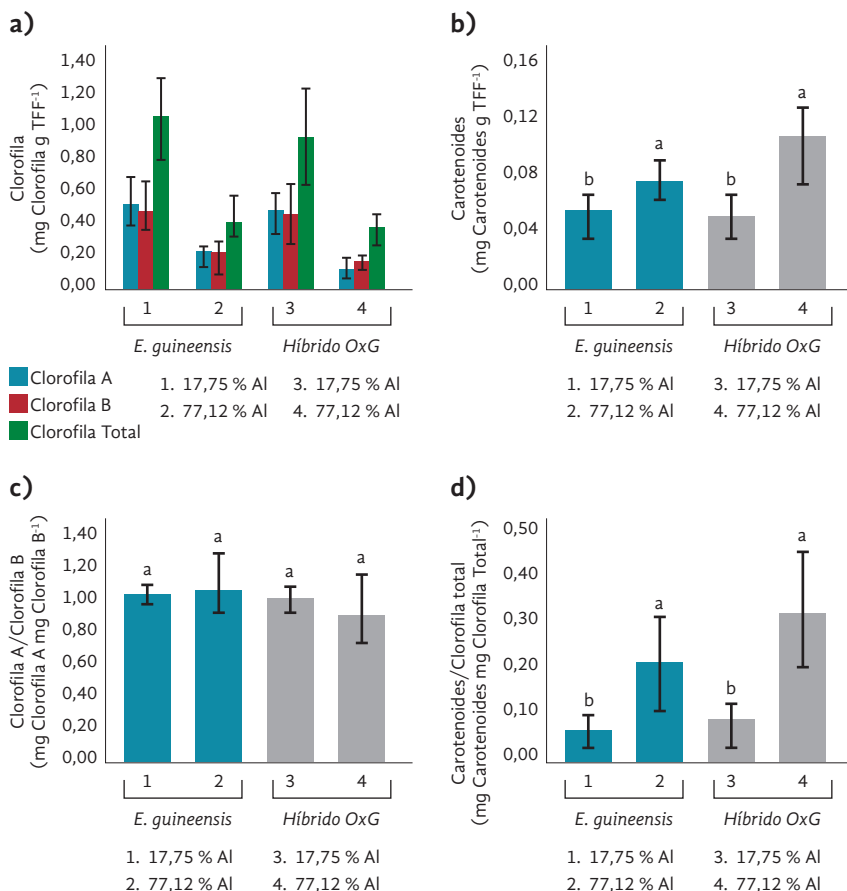 a)
Clorofila
(mg Clorofila g TFF⁻¹)
1,40
1,20
1,00
0,80
0,60
0,40
0,20
0,00
1 2 3 4
E. guineensis Híbrido OxG
Clorofila A
Clorofila B
Clorofila Total
1. 17,75 % Al 3. 17,75 % Al
2. 77,12 % Al 4. 77,12 % Al
b)
Carotenoides
(mg Carotenoides g TFF⁻¹)
0,16
0,12
0,08
0,04
0,00
b a b a
1 2 3 4
E. guineensis Híbrido OxG
1. 17,75 % Al 3. 17,75 % Al
2. 77,12 % Al 4. 77,12 % Al
c)
Clorofila A/Clorofila B
(mg Clorofila A mg Clorofila B⁻¹)
1,40
1,20
1,00
0,80
0,60
0,40
0,20
0,00
a a a a
1 2 3 4
E. guineensis Híbrido OxG
1. 17,75 % Al 3. 17,75 % Al
2. 77,12 % Al 4. 77,12 % Al
d)
Carotenoides/Clorofila total
(mg Carotenoides mg Clorofila Total⁻¹)
0,50
0,40
0,30
0,20
0,10
0,00
b a b a
1 2 3 4
E. guineensis Híbrido OxG
1. 17,75 % Al 3. 17,75 % Al
2. 77,12 % Al 4. 77,12 % Al